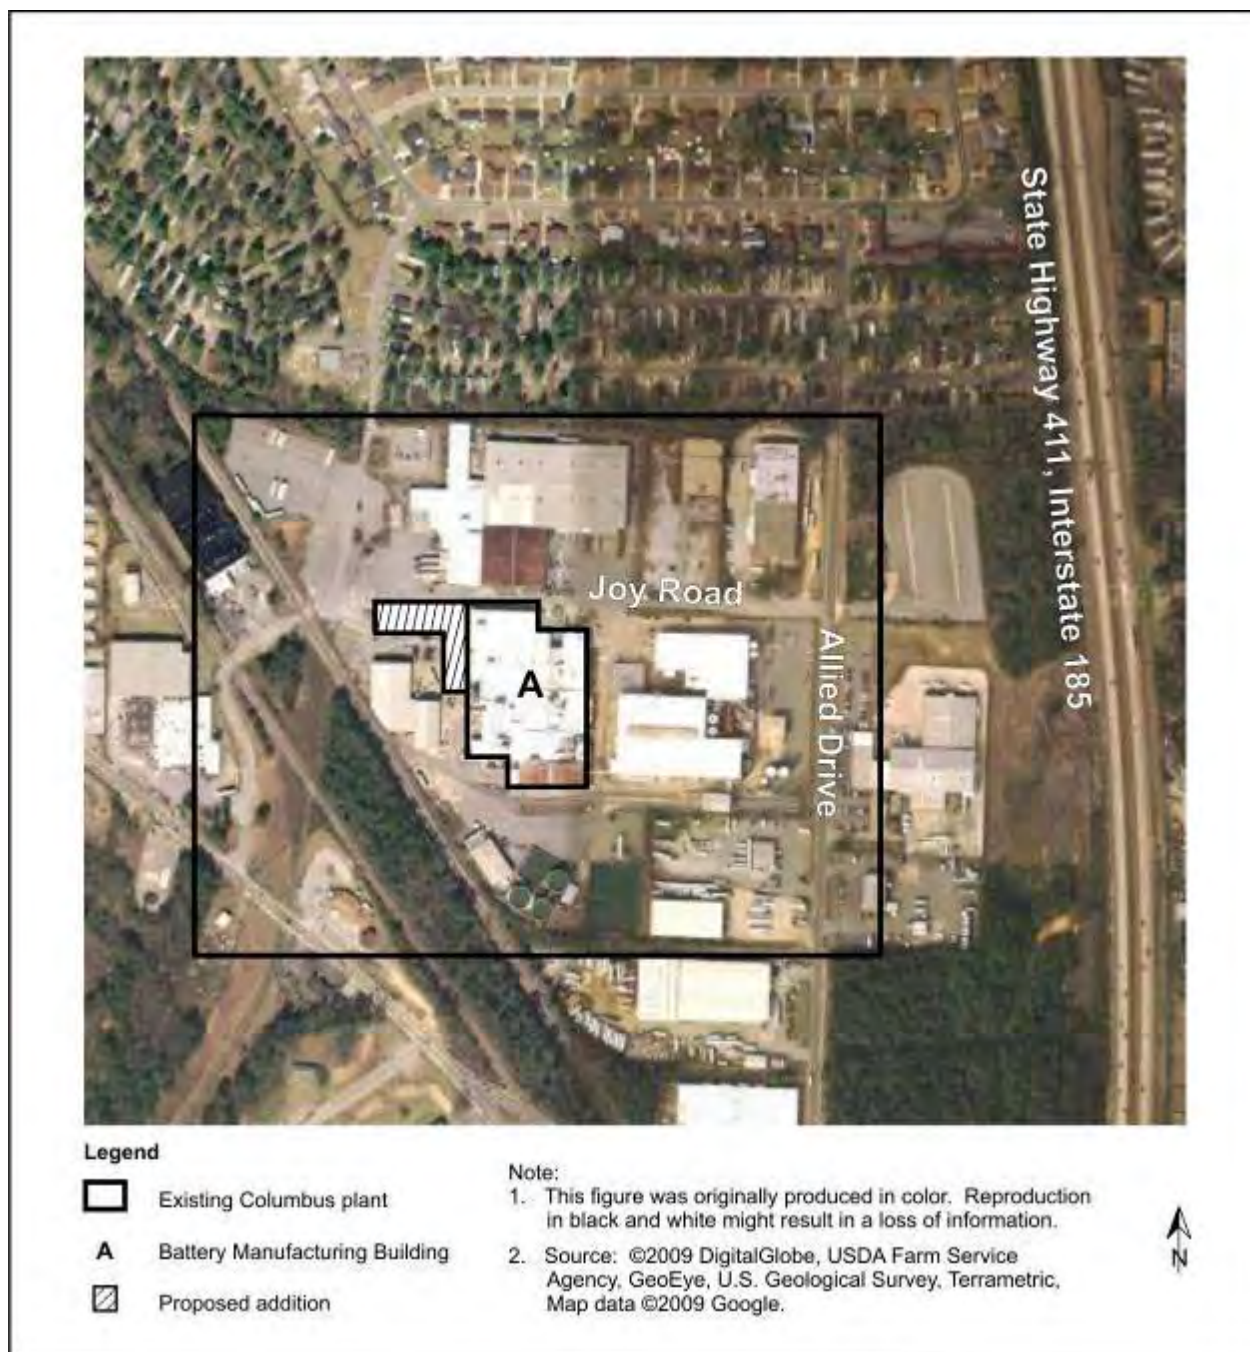 State Highway 411, Interstate 185
Joy Road
Allied Drive
A
Legend
Existing Columbus plant
A Battery Manufacturing Building
Proposed addition
Note:
1. This figure was originally produced in color. Reproduction
in black and white might result in a loss of information.
2. Source: ©2009 DigitalGlobe, USDA Farm Service
Agency, GeoEye, U.S. Geological Survey, Terrametric,
Map data ©2009 Google.
N